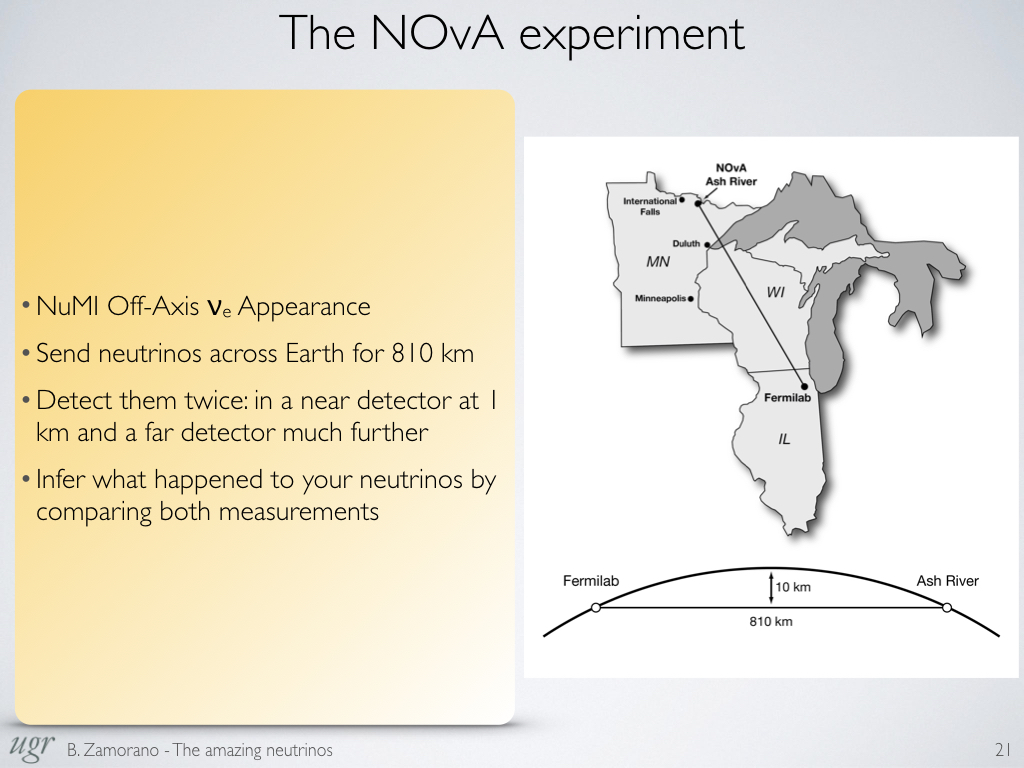 The NOvA experiment
• NuMI Off-Axis νe Appearance
• Send neutrinos across Earth for 810 km
• Detect them twice: in a near detector at 1
km and a far detector much further
• Infer what happened to your neutrinos by
comparing both measurements
NOvA
Ash River
International
Falls
Duluth
MN
WI
Minneapolis
Fermilab
IL
Fermilab
Ash River
10 km
810 km
ugr
B. Zamorano - The amazing neutrinos
21